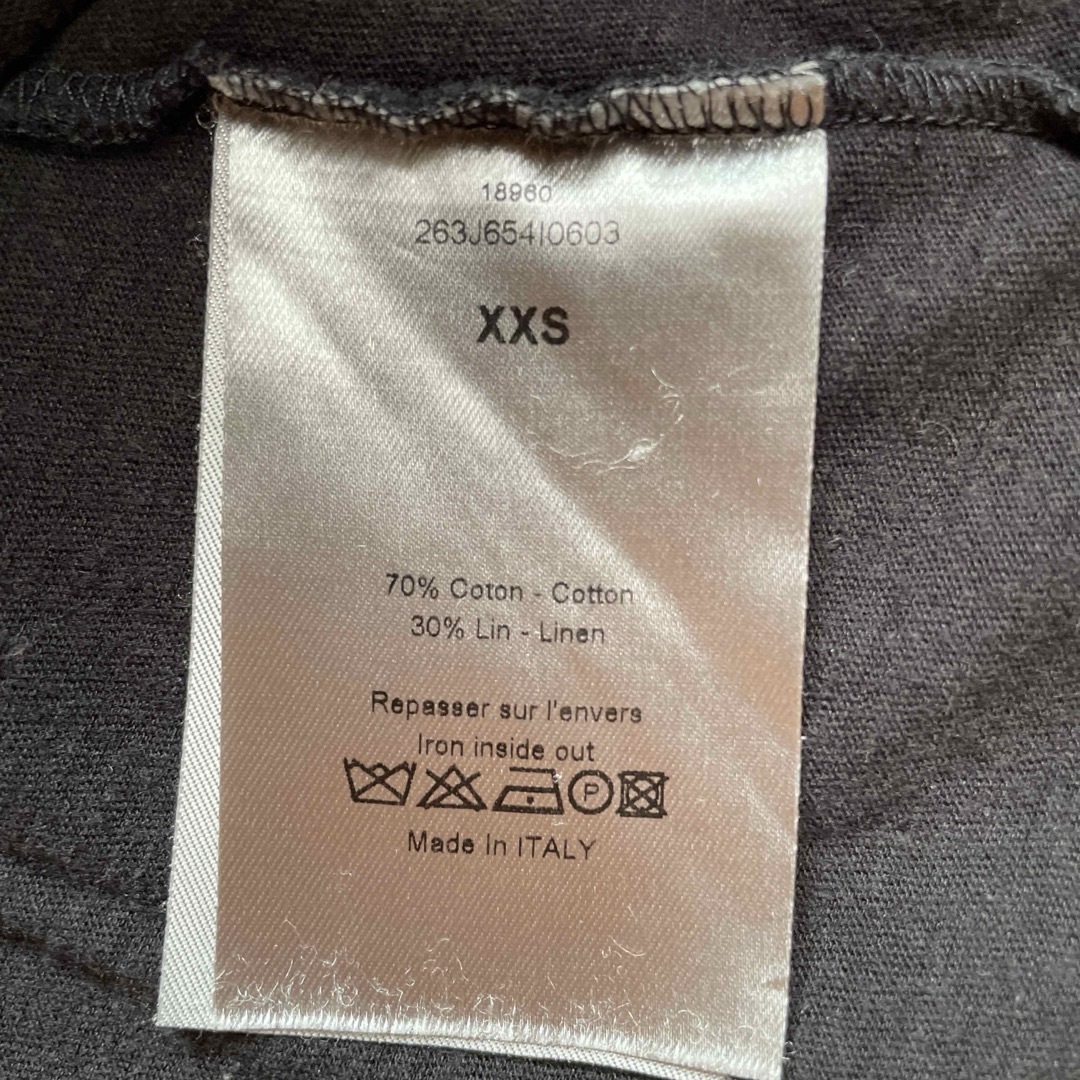 18960
263J654I0603
XXS
70% Coton - Cotton
30% Lin - Linen
Repasser sur l'envers
Iron inside out
P
Made In ITALY